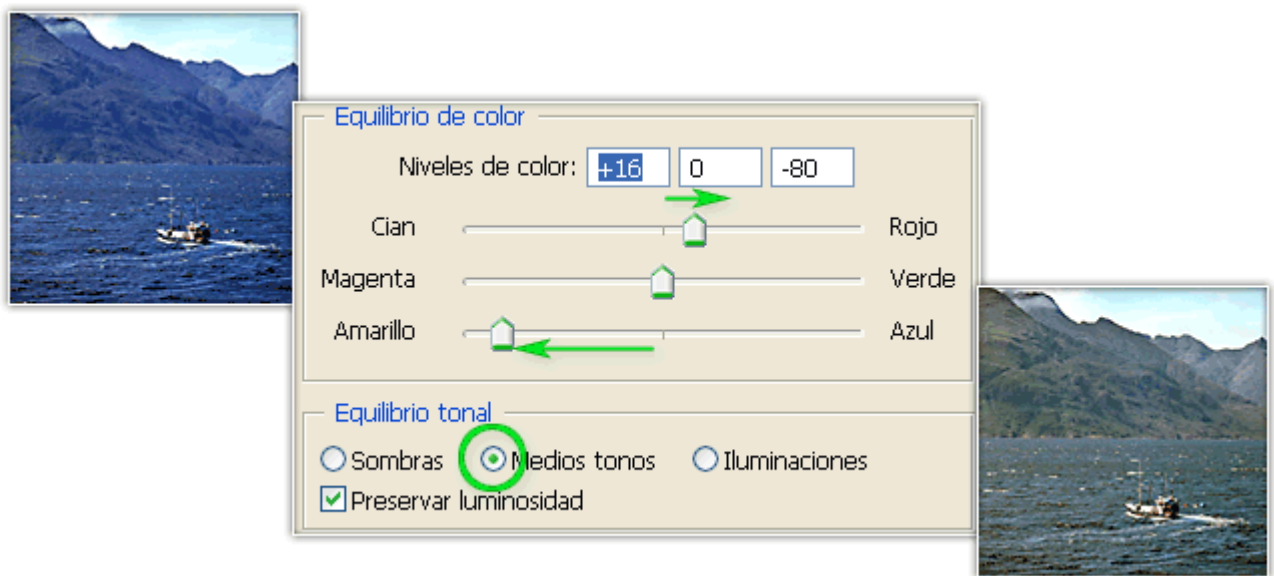 Equilibrio de color
Niveles de color: +16 0 -80
Cian Rojo
Magenta Verde
Amarillo Azul
Equilibrio tonal
Sombras Medios tonos Iluminaciones
Preservar luminosidad